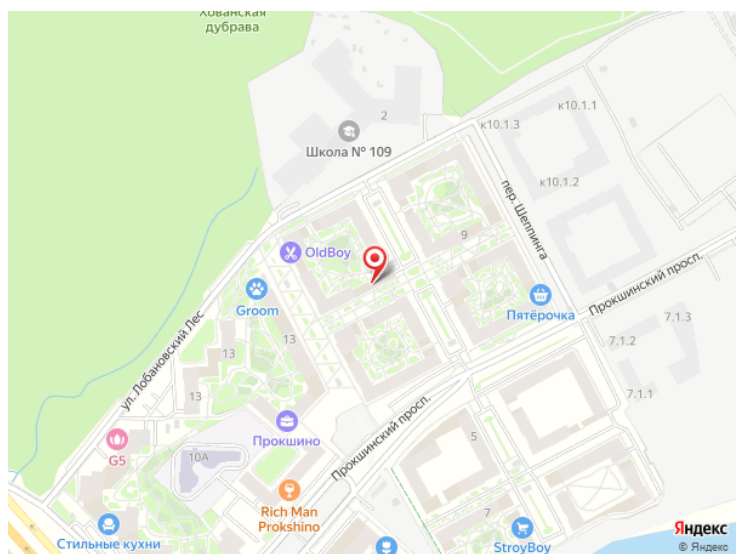 Хованская
дубрава
2
Школа № 109
к10.1.1
к10.1.3
к10.1.2
пер. Шеппинга
9
OldBoy
Groom
Пятёрочка
Прокшинский просп.
7.1.3
7.1.2
7.1.1
ул. Лобановский Лес
13
13
13
Прокшино
Прокшинский просп.
G5
10А
5
Rich Man
Prokshino
7
Стильные кухни
StroyBoy
Яндекс
© Яндекс